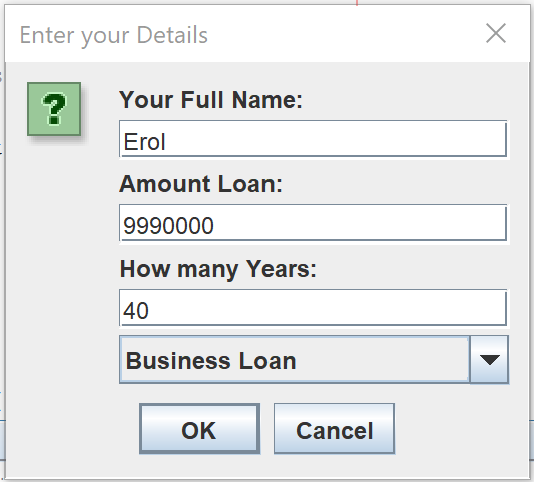 Enter your Details
?
Your Full Name:
Erol
Amount Loan:
9990000
How many Years:
40
Business Loan
OK Cancel